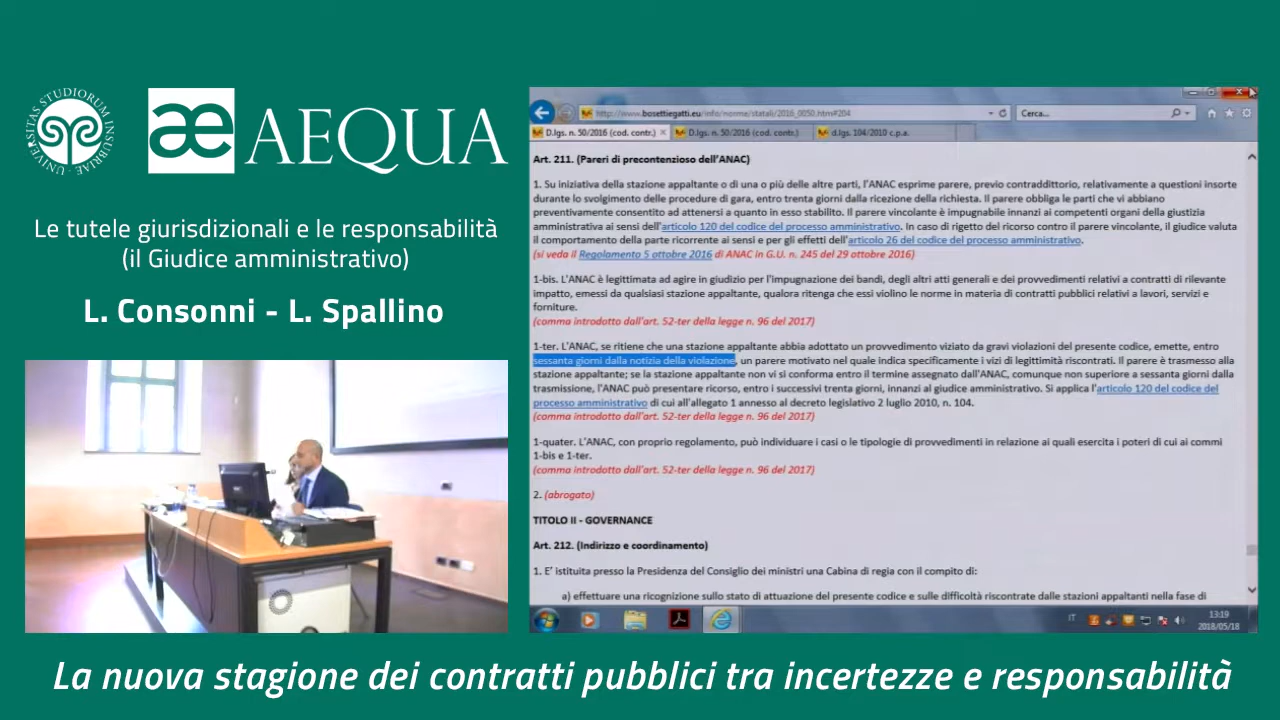 UNIVERSITAS STUDIORUM INSUBRIAE
æ AEQUA
Le tutele giurisdizionali e le responsabilità
(il Giudice amministrativo)
L. Consonni - L. Spallino
http://www.bosettiegatti.eu/info/norme/statali/2016_0050.htm#204
Cerca...
D.lgs. n. 50/2016 (cod. contr.)
D.lgs. n. 50/2016 (cod. contr.)
d.lgs. 104/2010 c.p.a.
Art. 211. (Pareri di precontenzioso dell'ANAC)
1. Su iniziativa della stazione appaltante o di una o più delle altre parti, l'ANAC esprime parere, previo contraddittorio, relativamente a questioni insorte
durante lo svolgimento delle procedure di gara, entro trenta giorni dalla ricezione della richiesta. Il parere obbliga le parti che vi abbiano
preventivamente consentito ad attenersi a quanto in esso stabilito. Il parere vincolante è impugnabile innanzi ai competenti organi della giustizia
amministrativa ai sensi dell'articolo 120 del codice del processo amministrativo. In caso di rigetto del ricorso contro il parere vincolante, il giudice valuta
il comportamento della parte ricorrente ai sensi e per gli effetti dell'articolo 26 del codice del processo amministrativo.
(si veda il Regolamento 5 ottobre 2016 di ANAC in G.U. n. 245 del 29 ottobre 2016)
1-bis. L'ANAC è legittimata ad agire in giudizio per l'impugnazione dei bandi, degli altri atti generali e dei provvedimenti relativi a contratti di rilevante
impatto, emessi da qualsiasi stazione appaltante, qualora ritenga che essi violino le norme in materia di contratti pubblici relativi a lavori, servizi e
forniture.
(comma introdotto dall'art. 52-ter della legge n. 96 del 2017)
1-ter. L'ANAC, se ritiene che una stazione appaltante abbia adottato un provvedimento viziato da gravi violazioni del presente codice, emette, entro
sessanta giorni dalla notizia della violazione, un parere motivato nel quale indica specificamente i vizi di legittimità riscontrati. Il parere è trasmesso alla
stazione appaltante; se la stazione appaltante non vi si conforma entro il termine assegnato dall'ANAC, comunque non superiore a sessanta giorni dalla
trasmissione, l'ANAC può presentare ricorso, entro i successivi trenta giorni, innanzi al giudice amministrativo. Si applica l'articolo 120 del codice del
processo amministrativo di cui all'allegato 1 annesso al decreto legislativo 2 luglio 2010, n. 104.
(comma introdotto dall'art. 52-ter della legge n. 96 del 2017)
1-quater. L'ANAC, con proprio regolamento, può individuare i casi o le tipologie di provvedimenti in relazione ai quali esercita i poteri di cui ai commi
1-bis e 1-ter.
(comma introdotto dall'art. 52-ter della legge n. 96 del 2017)
2. (abrogato)
TITOLO II - GOVERNANCE
Art. 212. (Indirizzo e coordinamento)
1. E' istituita presso la Presidenza del Consiglio dei ministri una Cabina di regia con il compito di:
a) effettuare una ricognizione sullo stato di attuazione del presente codice e sulle difficoltà riscontrate dalle stazioni appaltanti nella fase di
IT
13:19
2018/05/18
La nuova stagione dei contratti pubblici tra incertezze e responsabilità